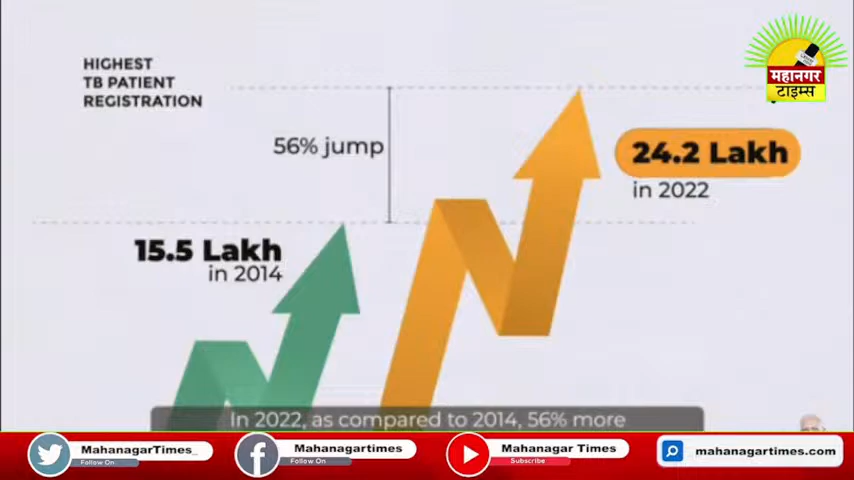 HIGHEST
TB PATIENT
REGISTRATION
महानगर
टाइम्स
56% jump
24.2 Lakh
in 2022
15.5 Lakh
in 2014
In 2022, as compared to 2014, 56% more
MahanagarTimes_
Follow On
Mahanagartimes
Follow On
Mahanagar Times
Subscribe
mahanagartimes.com